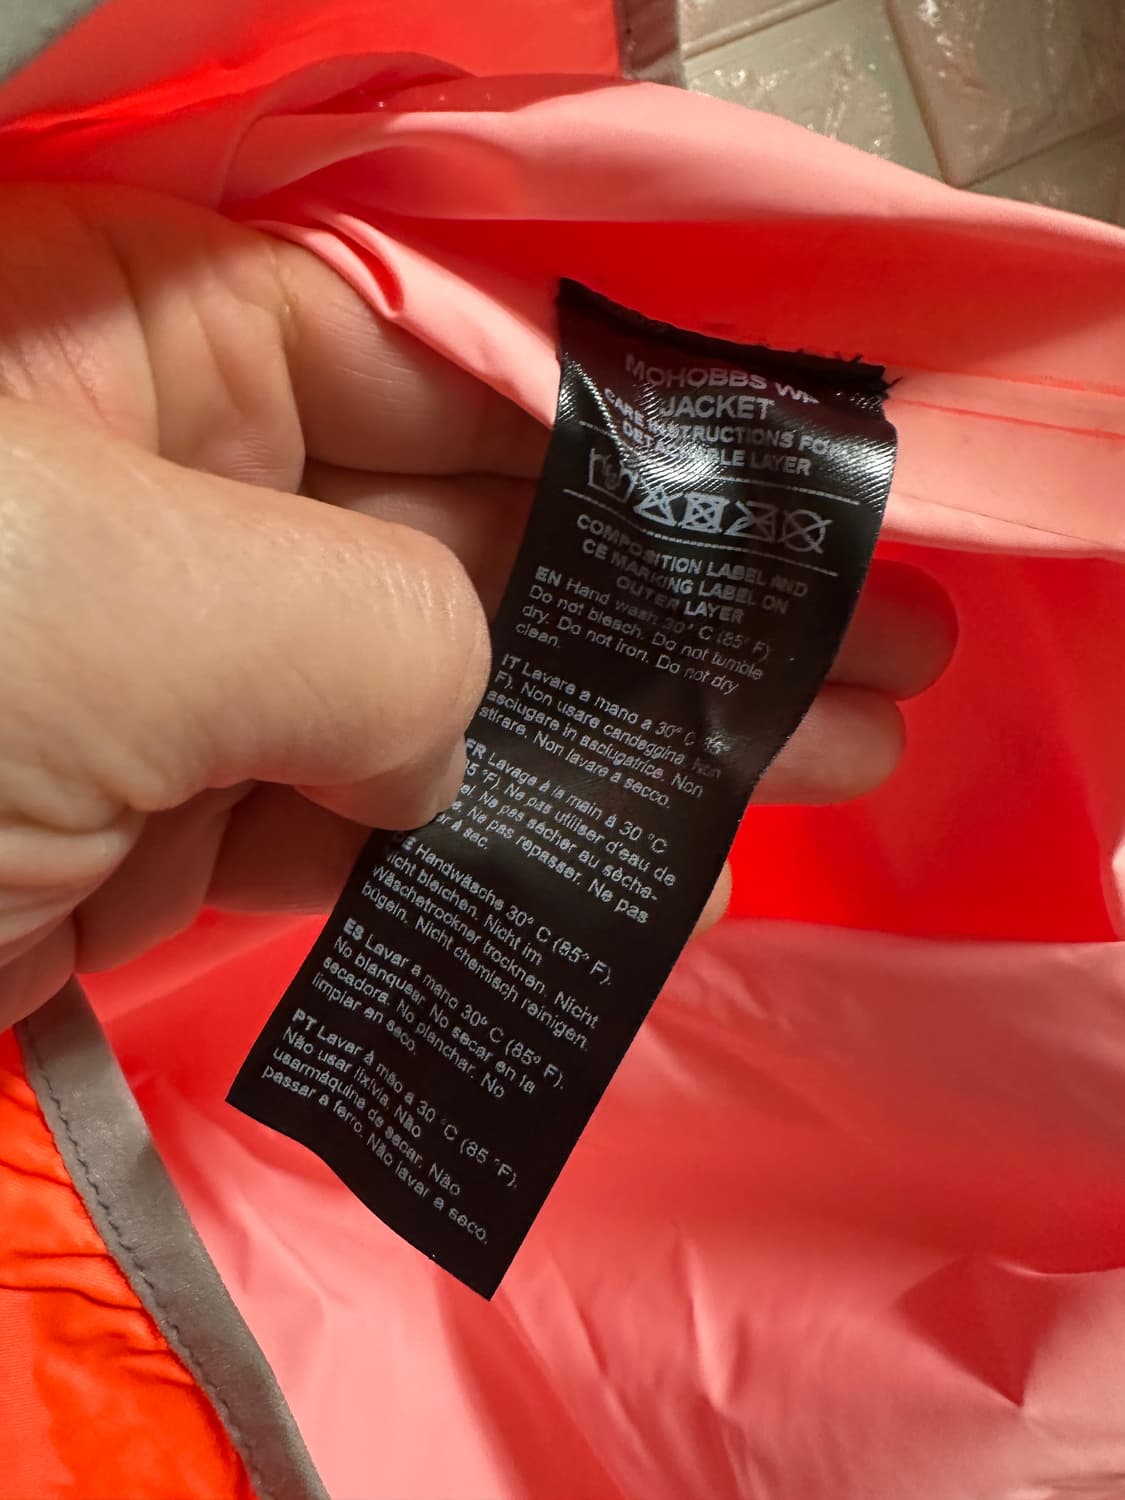 MOHOBBS WP
JACKET
CARE INSTRUCTIONS FOR
DETACHABLE LAYER
COMPOSITION LABEL AND
CE MARKING LABEL ON
OUTER LAYER
EN Hand wash 30° C (85° F)
Do not bleach. Do not tumble
dry. Do not iron. Do not dry
clean.
IT Lavare a mano a 30° C (85°
F). Non usare candeggina. Non
asciugare in asciugatrice. Non
stirare. Non lavare a secco.
FR Lavage à la main à 30 °C
85 °F). Ne pas utiliser d'eau de
Ne pas sécher au sèche-
Ne pas repasser. Ne pas
à sec.
Handwäsche 30° C (85° F).
Nicht bleichen. Nicht im
Wäschetrockner trocknen. Nicht
bügeln. Nicht chemisch reinigen.
ES Lavar a mano 30° C (85° F).
No blanquear. No secar en la
secadora. No planchar. No
limpiar en seco.
PT Lavar à mão a 30 °C (85 °F).
Não usar lixívia. Não
usarmáquina de secar. Não
passar a ferro. Não lavar a seco.